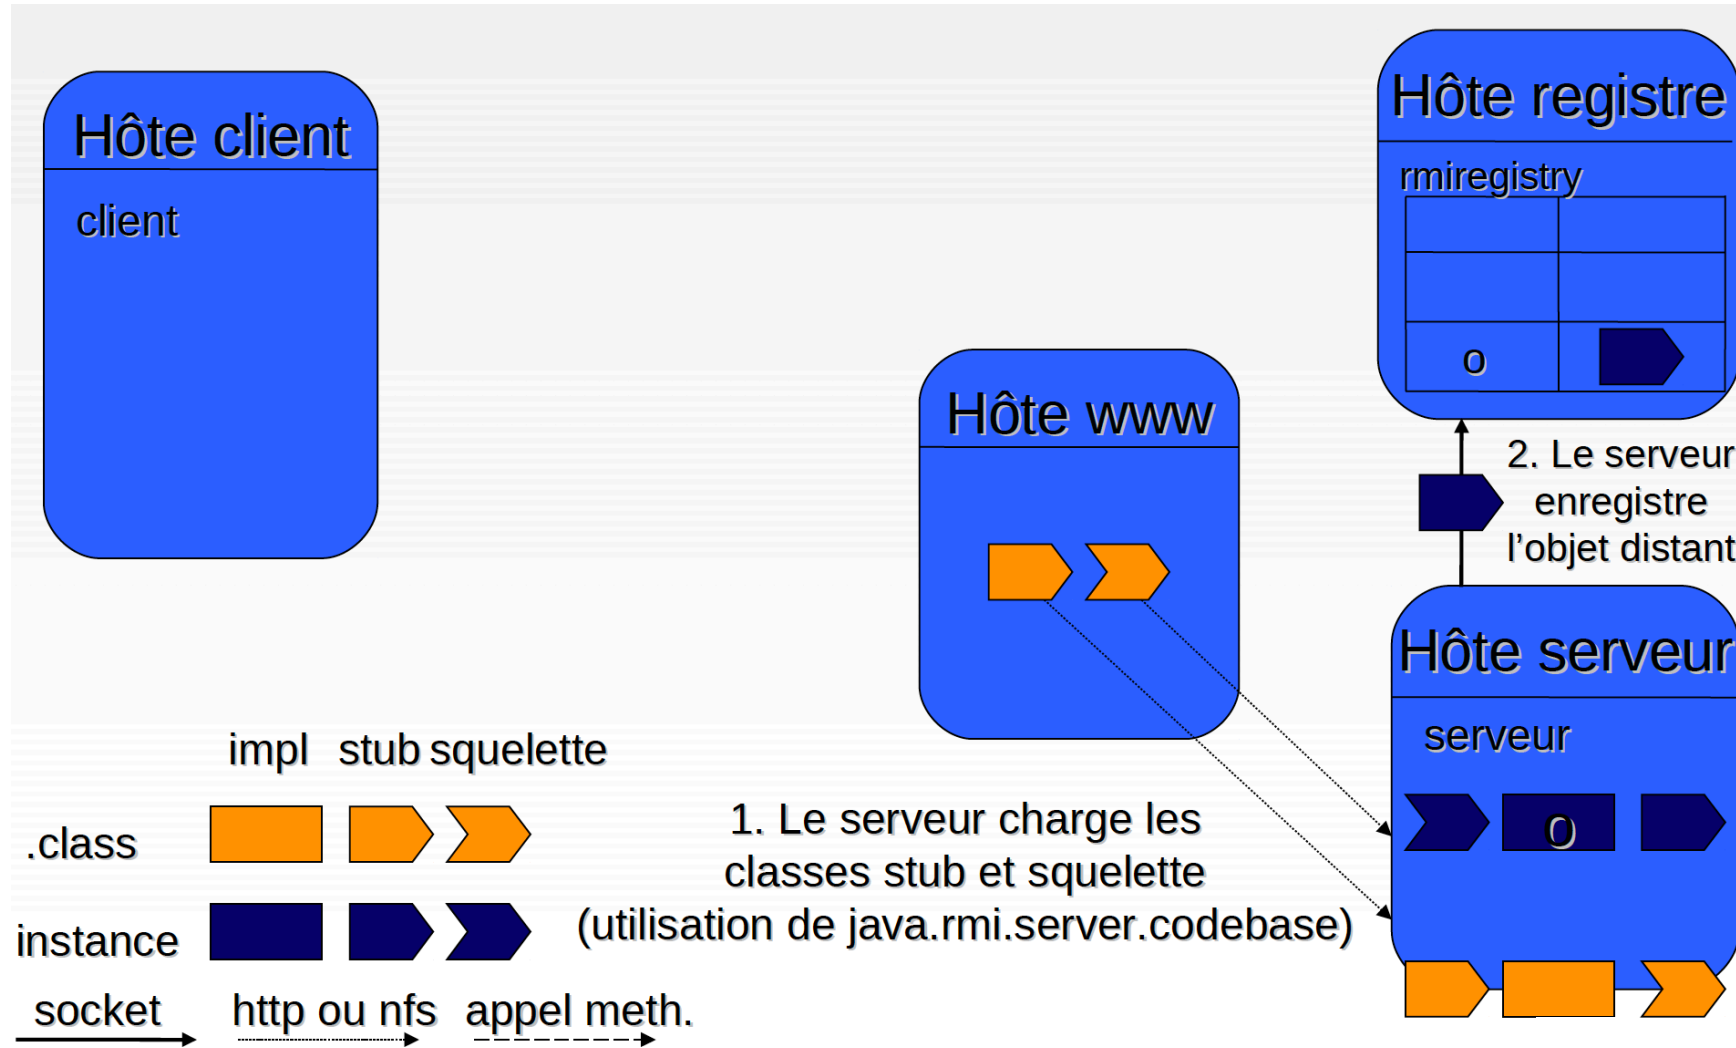 Hôte client
client
Hôte registre
rmiregistry
o
Hôte www
2. Le serveur
enregistre
l’objet distant
Hôte serveur
serveur
o
impl stub squelette
.class
instance
socket http ou nfs appel meth.
1. Le serveur charge les
classes stub et squelette
(utilisation de java.rmi.server.codebase)